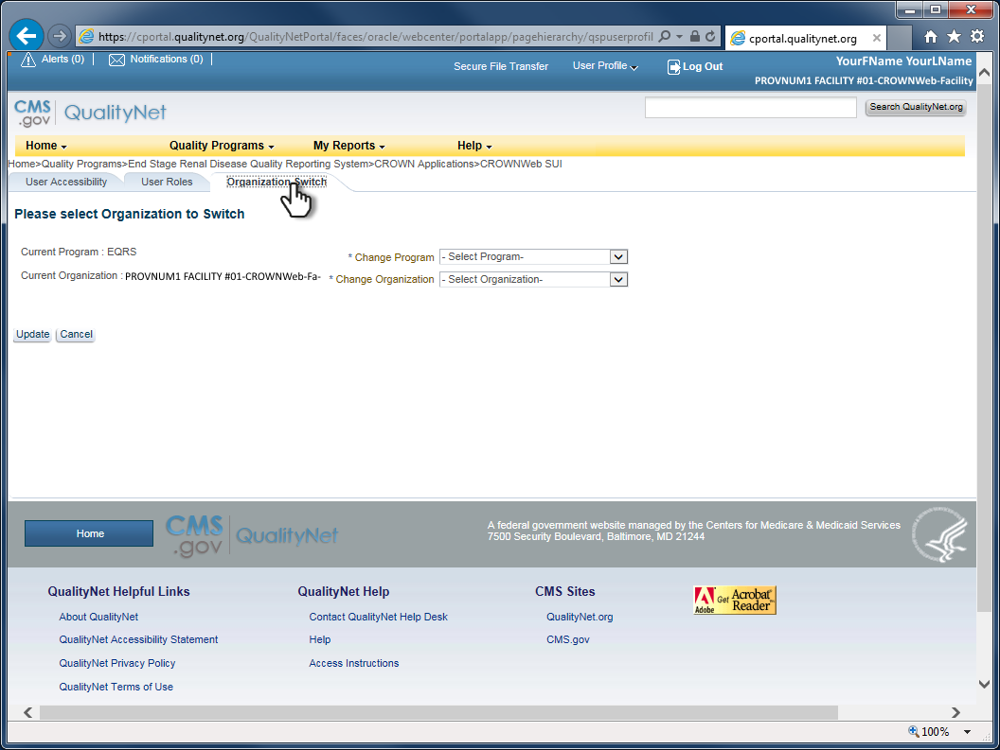 https://cportal.qualitynet.org/QualityNetPortal/faces/oracle/webcenter/portalapp/pagehierarchy/qspuserprofil
cportal.qualitynet.org
Alerts (0)
Notifications (0)
Secure File Transfer
User Profile
Log Out
YourFName YourLName
PROVNUM1 FACILITY #01-CROWNWeb-Facility
CMS
.gov
QualityNet
Search QualityNet.org
Home
Quality Programs
My Reports
Help
Home>Quality Programs>End Stage Renal Disease Quality Reporting System>CROWN Applications>CROWNWeb SUI
User Accessibility
User Roles
Organization Switch
Please select Organization to Switch
Current Program : EQRS
* Change Program
- Select Program-
Current Organization : PROVNUM1 FACILITY #01-CROWNWeb-Fa-
* Change Organization
- Select Organization-
Update
Cancel
Home
CMS
.gov
QualityNet
A federal government website managed by the Centers for Medicare & Medicaid Services
7500 Security Boulevard, Baltimore, MD 21244
QualityNet Helpful Links
About QualityNet
QualityNet Accessibility Statement
QualityNet Privacy Policy
QualityNet Terms of Use
QualityNet Help
Contact QualityNet Help Desk
Help
Access Instructions
CMS Sites
QualityNet.org
CMS.gov
Adobe
Get Acrobat
Reader
100%